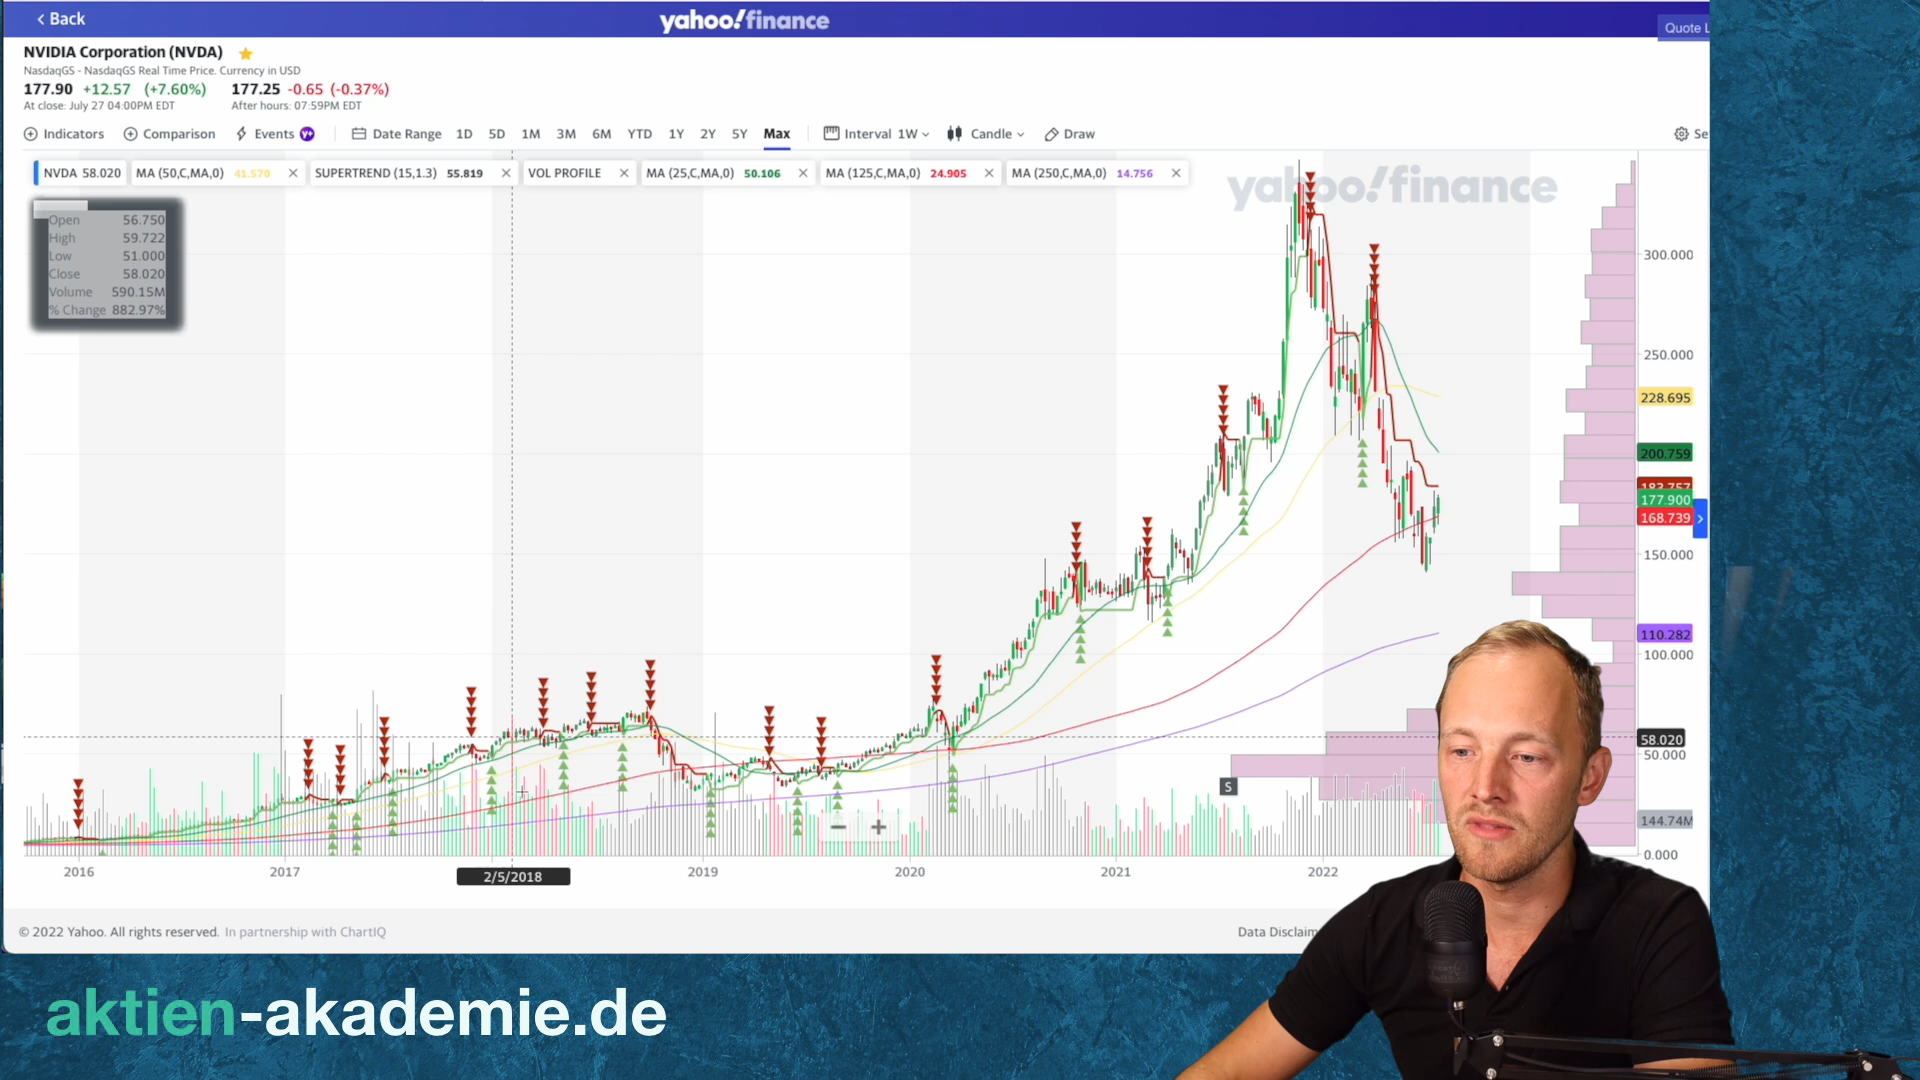 Back
yahoo!finance
Quote L
NVIDIA Corporation (NVDA)
NasdaqGS - NasdaqGS Real Time Price. Currency in USD
177.90 +12.57 (+7.60%) 177.25 -0.65 (-0.37%)
At close: July 27 04:00PM EDT After hours: 07:59PM EDT
Indicators Comparison Events Y+ Date Range 1D 5D 1M 3M 6M YTD 1Y 2Y 5Y Max Interval 1W Candle Draw Se
NVDA 58.020 MA (50,C,MA,0) 41.570 SUPERTREND (15,1.3) 55.819 VOL PROFILE MA (25,C,MA,0) 50.106 MA (125,C,MA,0) 24.905 MA (250,C,MA,0) 14.756
yahoo!finance
Open 56.750
High 59.722
Low 51.000
Close 58.020
Volume 590.15M
% Change 882.97%
300.000
250.000
228.695
200.759
183.757
177.900
168.739
150.000
110.282
100.000
58.020
50.000
S
144.74M
0.000
2016 2017 2/5/2018 2019 2020 2021 2022
© 2022 Yahoo. All rights reserved. In partnership with ChartIQ
Data Disclaim
aktien-akademie.de